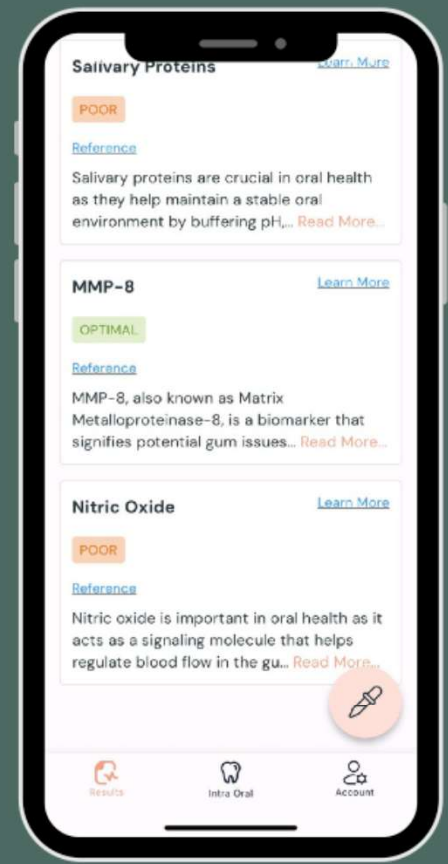 Salivary Proteins
Learn More
POOR
Reference
Salivary proteins are crucial in oral health
as they help maintain a stable oral
environment by buffering pH,... Read More...
MMP-8
Learn More
OPTIMAL
Reference
MMP-8, also known as Matrix
Metalloproteinase-8, is a biomarker that
signifies potential gum issues... Read More...
Nitric Oxide
Learn More
POOR
Reference
Nitric oxide is important in oral health as it
acts as a signaling molecule that helps
regulate blood flow in the gu... Read More...
Results
Intra Oral
Account